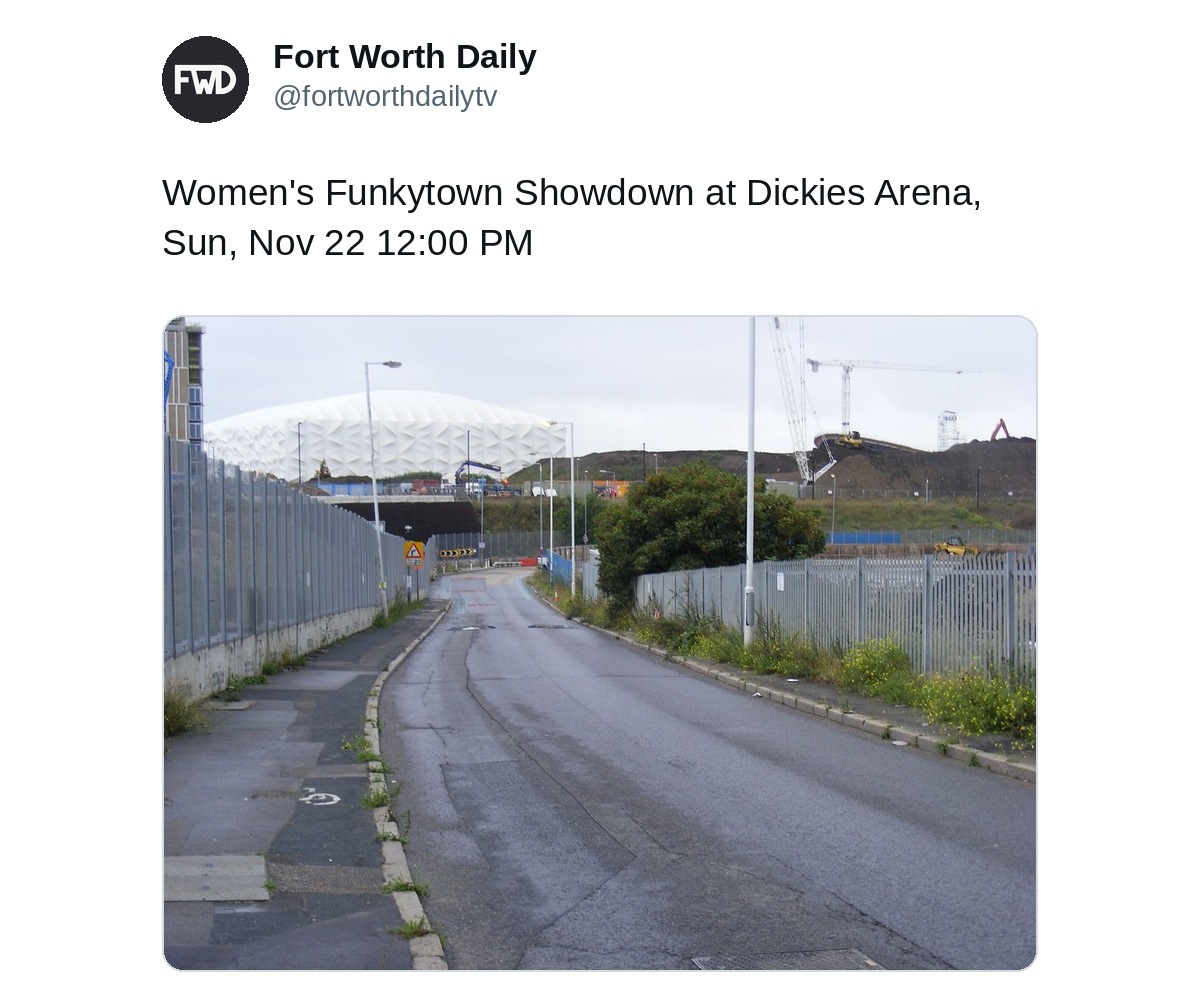 FWD
Fort Worth Daily
@fortworthdailytv
Women's Funkytown Showdown at Dickies Arena,
Sun, Nov 22 12:00 PM